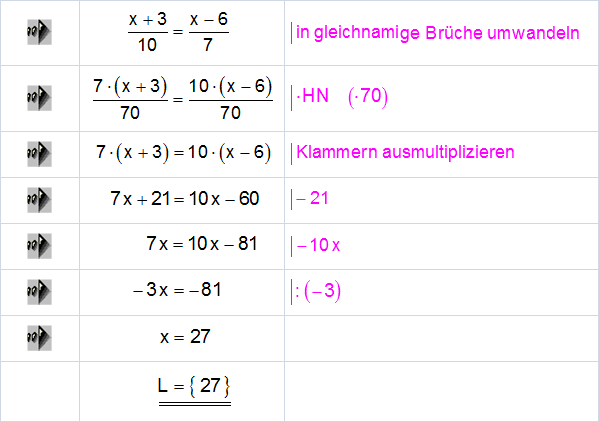 (x + 3)/10 = (x – 6)/7 | in gleichnamige Brüche umwandeln
7·(x + 3)/70 = 10·(x – 6)/70 | ·HN (·70)
7·(x + 3) = 10·(x – 6) | Klammern ausmultiplizieren
7x + 21 = 10x – 60 | – 21
7x = 10x – 81 | – 10x
– 3x = – 81 | : (– 3)
x = 27
L = { 27 }